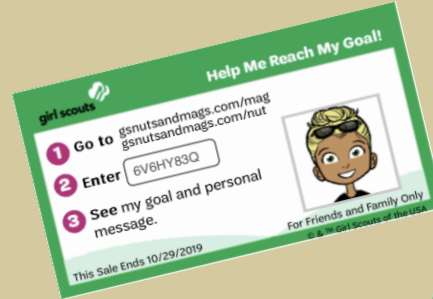 girl scouts
Help Me Reach My Goal!
1 Go to gsnutsandmags.com/mag
gsnutsandmags.com/nut
2 Enter 6V6HY83Q
3 See my goal and personal
message.
This Sale Ends 10/29/2019
For Friends and Family Only
© & ™ Girl Scouts of the USA